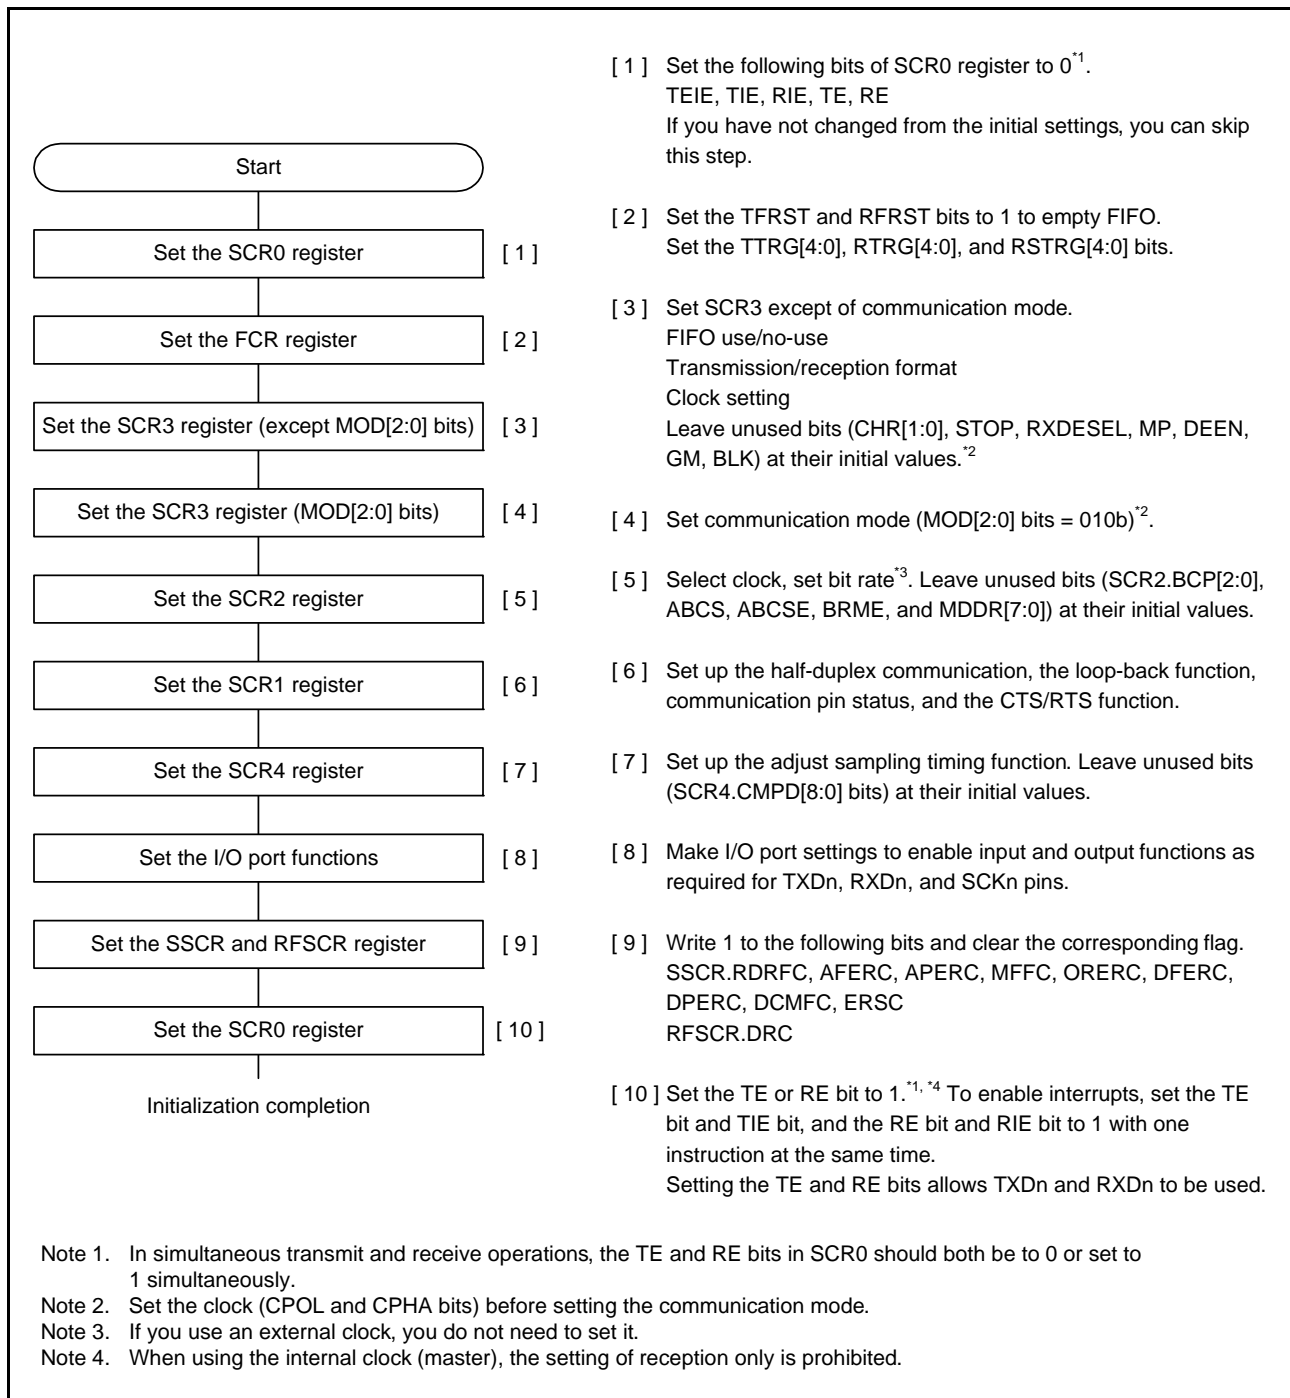 Start
Set the SCR0 register [ 1 ]
Set the FCR register [ 2 ]
Set the SCR3 register (except MOD[2:0] bits) [ 3 ]
Set the SCR3 register (MOD[2:0] bits) [ 4 ]
Set the SCR2 register [ 5 ]
Set the SCR1 register [ 6 ]
Set the SCR4 register [ 7 ]
Set the I/O port functions [ 8 ]
Set the SSCR and RFSCR register [ 9 ]
Set the SCR0 register [ 10 ]
Initialization completion
[ 1 ] Set the following bits of SCR0 register to 0*1.
TEIE, TIE, RIE, TE, RE
If you have not changed from the initial settings, you can skip
this step.
[ 2 ] Set the TFRST and RFRST bits to 1 to empty FIFO.
Set the TTRG[4:0], RTRG[4:0], and RSTRG[4:0] bits.
[ 3 ] Set SCR3 except of communication mode.
FIFO use/no-use
Transmission/reception format
Clock setting
Leave unused bits (CHR[1:0], STOP, RXDESEL, MP, DEEN,
GM, BLK) at their initial values.*2
[ 4 ] Set communication mode (MOD[2:0] bits = 010b)*2.
[ 5 ] Select clock, set bit rate*3. Leave unused bits (SCR2.BCP[2:0],
ABCS, ABCSE, BRME, and MDDR[7:0]) at their initial values.
[ 6 ] Set up the half-duplex communication, the loop-back function,
communication pin status, and the CTS/RTS function.
[ 7 ] Set up the adjust sampling timing function. Leave unused bits
(SCR4.CMPD[8:0] bits) at their initial values.
[ 8 ] Make I/O port settings to enable input and output functions as
required for TXDn, RXDn, and SCKn pins.
[ 9 ] Write 1 to the following bits and clear the corresponding flag.
SSCR.RDRFC, AFERC, APERC, MFFC, ORERC, DFERC,
DPERC, DCMFC, ERSC
RFSCR.DRC
[ 10 ] Set the TE or RE bit to 1.*1, *4 To enable interrupts, set the TE
bit and TIE bit, and the RE bit and RIE bit to 1 with one
instruction at the same time.
Setting the TE and RE bits allows TXDn and RXDn to be used.
Note 1. In simultaneous transmit and receive operations, the TE and RE bits in SCR0 should both be to 0 or set to
1 simultaneously.
Note 2. Set the clock (CPOL and CPHA bits) before setting the communication mode.
Note 3. If you use an external clock, you do not need to set it.
Note 4. When using the internal clock (master), the setting of reception only is prohibited.